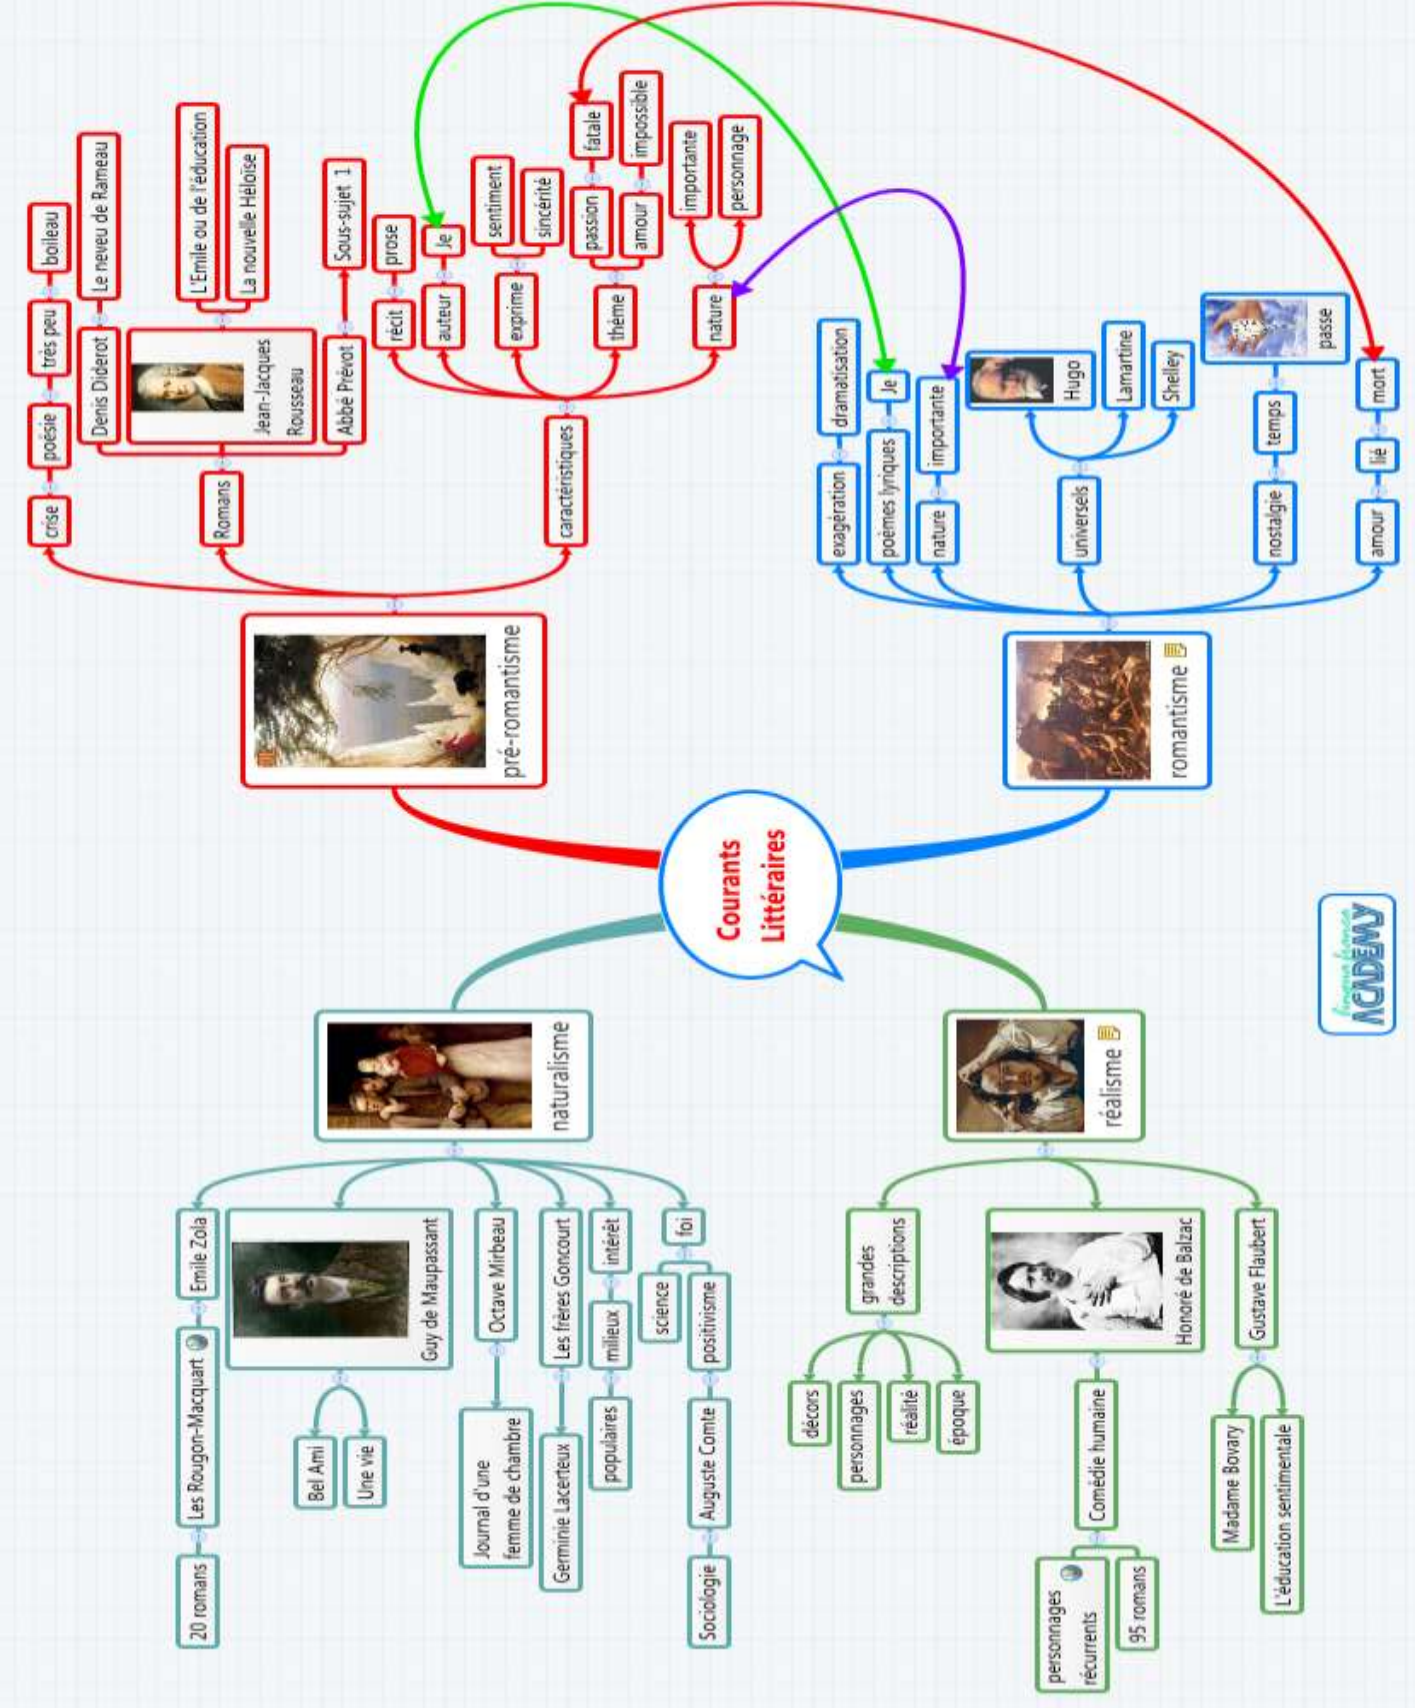 Courants
Littéraires
pré-romantisme
crise
poésie
très peu
boileau
Romans
Denis Diderot
Le neveu de Rameau
Jean-Jacques
Rousseau
L'Emile ou de l'éducation
La nouvelle Héloïse
Abbé Prévot
Sous-sujet 1
caractéristiques
récit
prose
auteur
Je
exprime
sentiment
sincérité
thème
passion
fatale
amour
impossible
nature
importante
personnage
romantisme
exagération
dramatisation
poèmes lyriques
Je
nature
importante
universels
Hugo
Lamartine
Shelley
nostalgie
temps
passe
amour
lié
mort
réalisme
grandes
descriptions
décors
personnages
réalité
époque
Honoré de Balzac
Comédie humaine
personnages
récurrents
95 romans
Gustave Flaubert
Madame Bovary
L'éducation sentimentale
naturalisme
Emile Zola
Les Rougon-Macquart
20 romans
Guy de Maupassant
Bel Ami
Une vie
Octave Mirbeau
Journal d'une
femme de chambre
Les frères Goncourt
Germinie Lacerteux
intérêt
milieux
populaires
foi
science
positivisme
Auguste Comte
Sociologie
lingua franca
ACADEMY